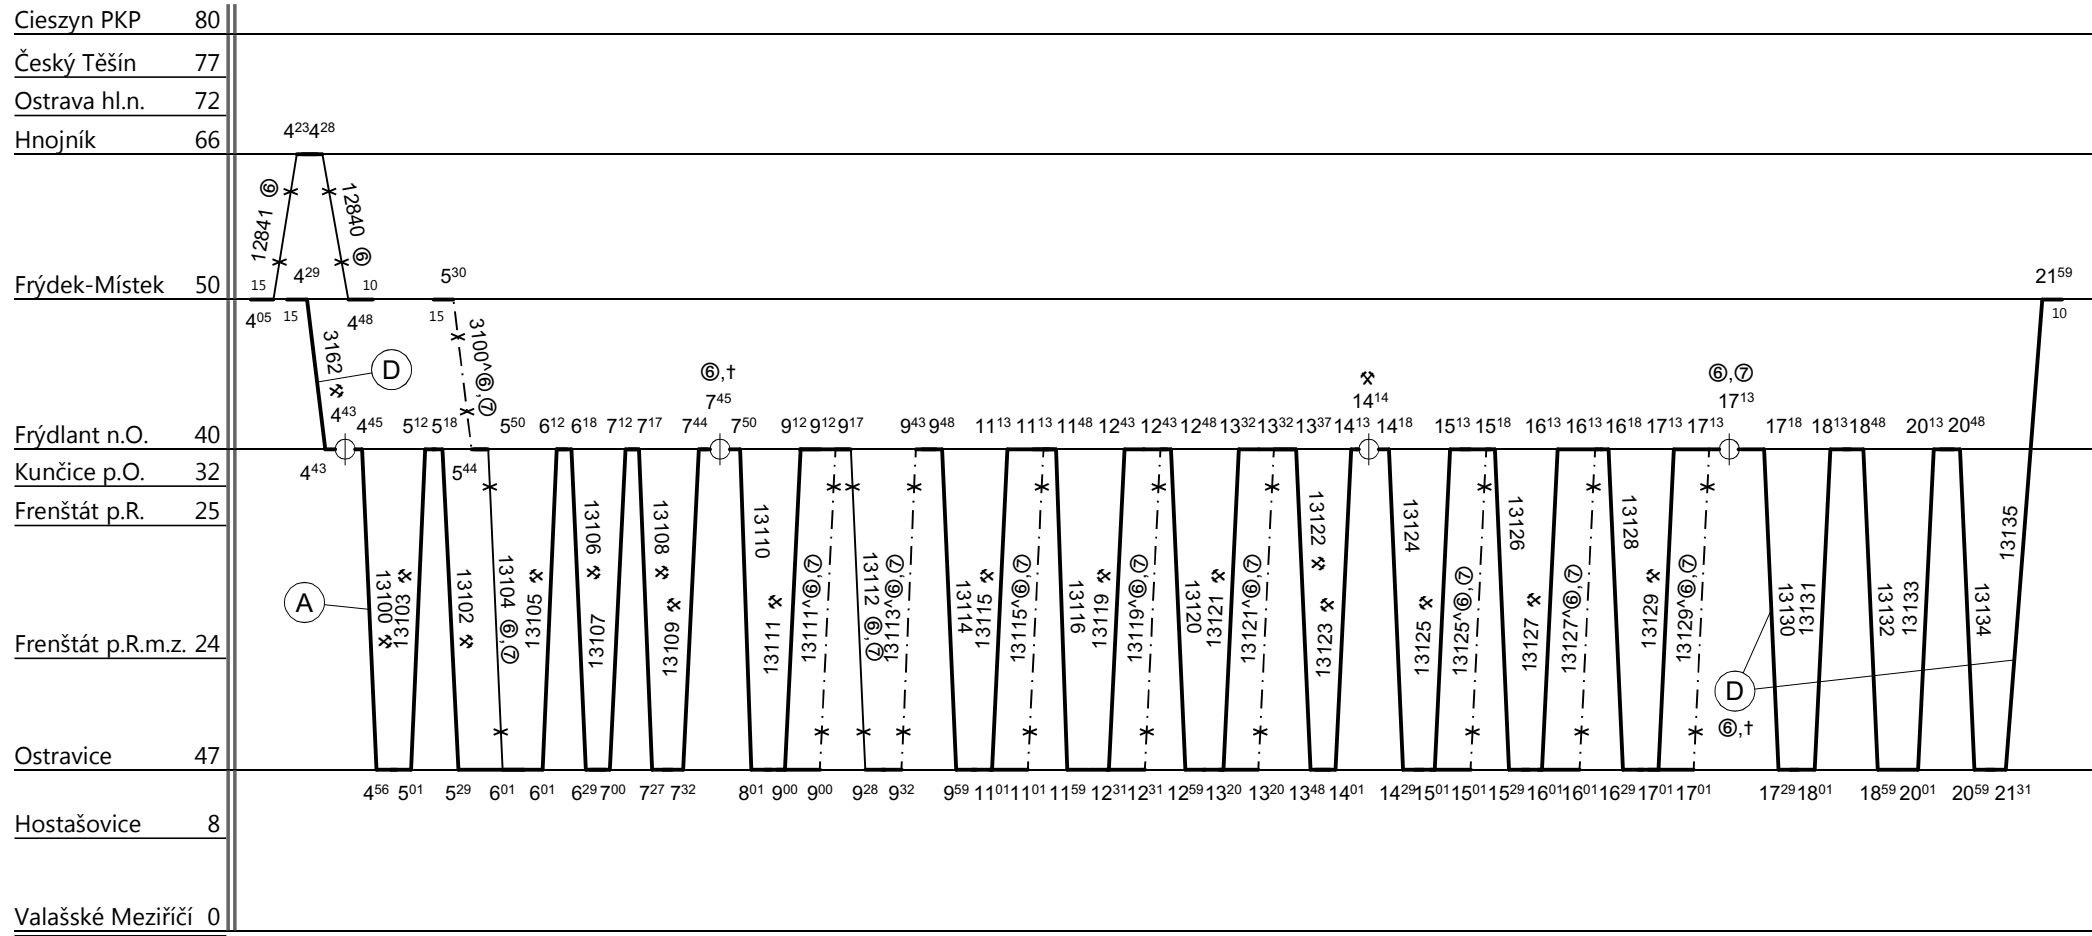 Cieszyn PKP 80
Český Těšín 77
Ostrava hl.n. 72
4²³ 4²⁸
Hnojník 66
12841 ⑥
12840 ⑥
4²⁹ 5³⁰ 21⁵⁹
Frýdek-Místek 50 15 10
4⁰⁵ 15 4⁴⁸ 15 10
3162 ⚒
D
3100^⑥,⑦
⑥,† ⚒ ⑥,⑦
4⁴³ 7⁴⁵ 14¹⁴ 17¹³
Frýdlant n.O. 40 4⁴⁵ 5¹² 5¹⁸ 5⁵⁰ 6¹² 6¹⁸ 7¹² 7¹⁷ 7⁴⁴ 7⁵⁰ 9¹² 9¹² 9¹⁷ 9⁴³ 9⁴⁸ 11¹³ 11¹³ 11⁴⁸ 12⁴³ 12⁴³ 12⁴⁸ 13³² 13³² 13³⁷ 14¹³ 14¹⁸ 15¹³ 15¹⁸ 16¹³ 16¹³ 16¹⁸ 17¹³ 17¹³ 17¹⁸ 18¹³ 18⁴⁸ 20¹³ 20⁴⁸
4⁴³ 5⁴⁴
Kunčice p.O. 32
Frenštát p.R. 25
A
13100 ⚒
13103 ⚒
13102 ⚒
13104 ⑥,⑦
13105 ⚒
13106 ⚒
13107
13108 ⚒
13109 ⚒
13110
13111 ⚒
13111^⑥,⑦
13112 ⑥,⑦
13113^⑥,⑦
13114
13115 ⚒
13115^⑥,⑦
13116
13119 ⚒
13119^⑥,⑦
13120
13121 ⚒
13121^⑥,⑦
13122 ⚒
13123 ⚒
13124
13125 ⚒
13125^⑥,⑦
13126
13127 ⚒
13127^⑥,⑦
13128
13129 ⚒
13129^⑥,⑦
13130
13131
13132
13133
13134
13135
Frenštát p.R.m.z. 24
D
⑥,†
Ostravice 47
4⁵⁶ 5⁰¹ 5²⁹ 6⁰¹ 6⁰¹ 6²⁹ 7⁰⁰ 7²⁷ 7³² 8⁰¹ 9⁰⁰ 9⁰⁰ 9²⁸ 9³² 9⁵⁹ 11⁰¹ 11⁰¹ 11⁵⁹ 12³¹ 12³¹ 12⁵⁹ 13²⁰ 13²⁰ 13⁴⁸ 14⁰¹ 14²⁹ 15⁰¹ 15⁰¹ 15²⁹ 16⁰¹ 16⁰¹ 16²⁹ 17⁰¹ 17⁰¹ 17²⁹ 18⁰¹ 18⁵⁹ 20⁰¹ 20⁵⁹ 21³¹
Hostašovice 8
Valašské Meziříčí 0